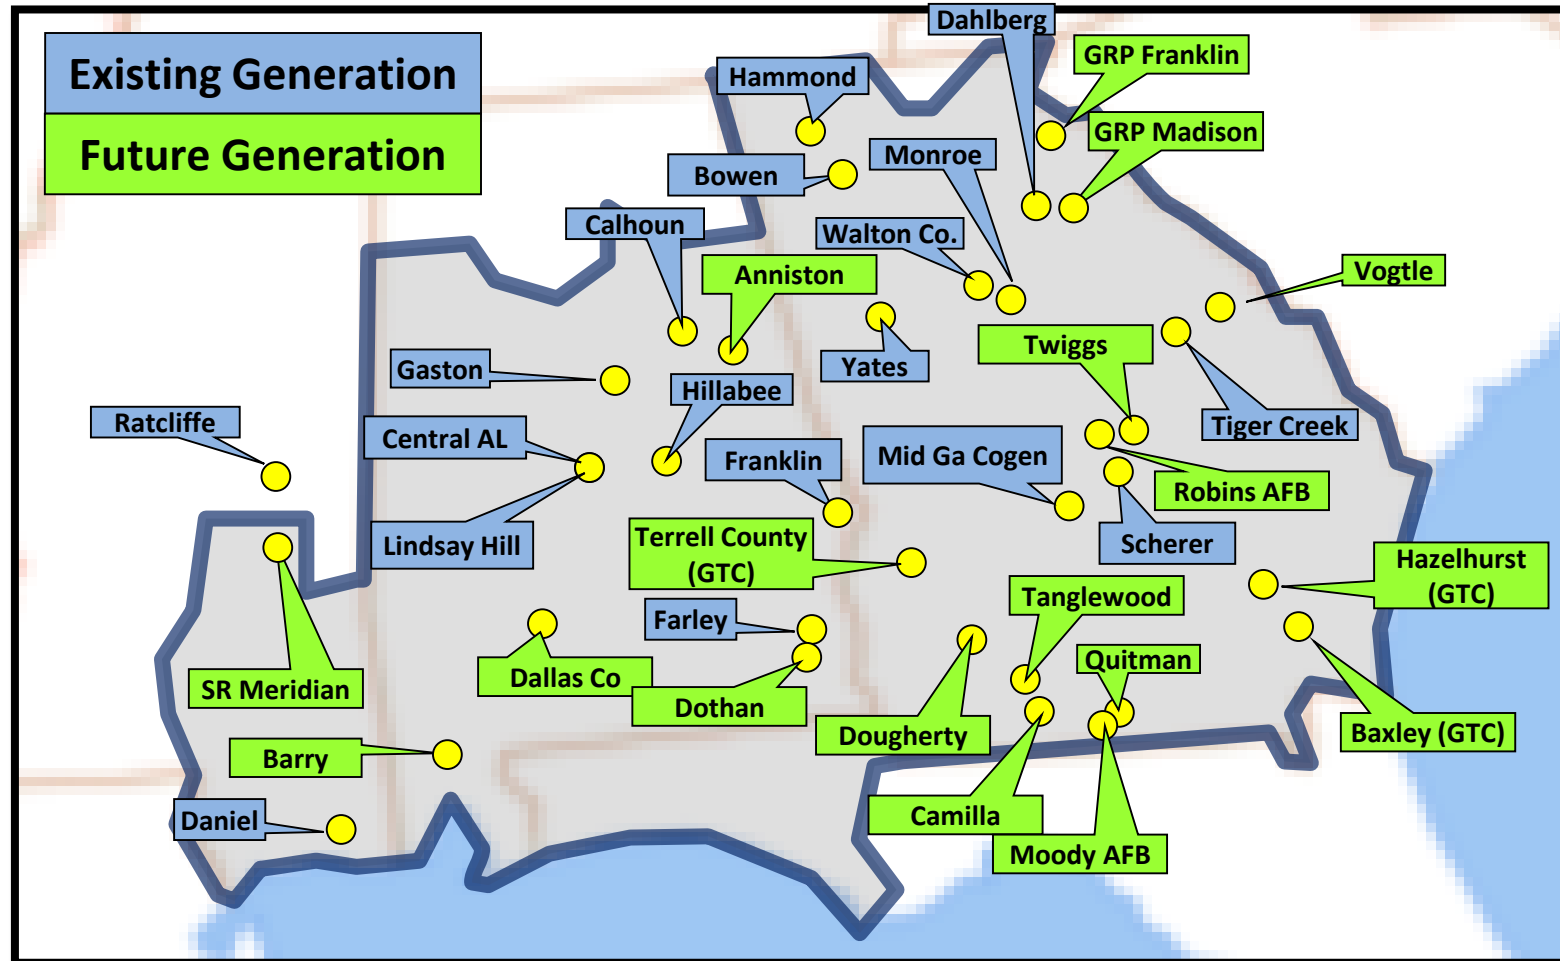 Existing Generation
Future Generation
Dahlberg
GRP Franklin
Hammond
GRP Madison
Monroe
Bowen
Calhoun
Walton Co.
Anniston
Vogtle
Twiggs
Gaston
Yates
Hillabee
Ratcliffe
Central AL
Tiger Creek
Franklin
Mid Ga Cogen
Robins AFB
Lindsay Hill
Scherer
Terrell County
(GTC)
Hazelhurst
(GTC)
Tanglewood
Farley
Quitman
SR Meridian
Dallas Co
Dothan
Dougherty
Baxley (GTC)
Barry
Daniel
Camilla
Moody AFB